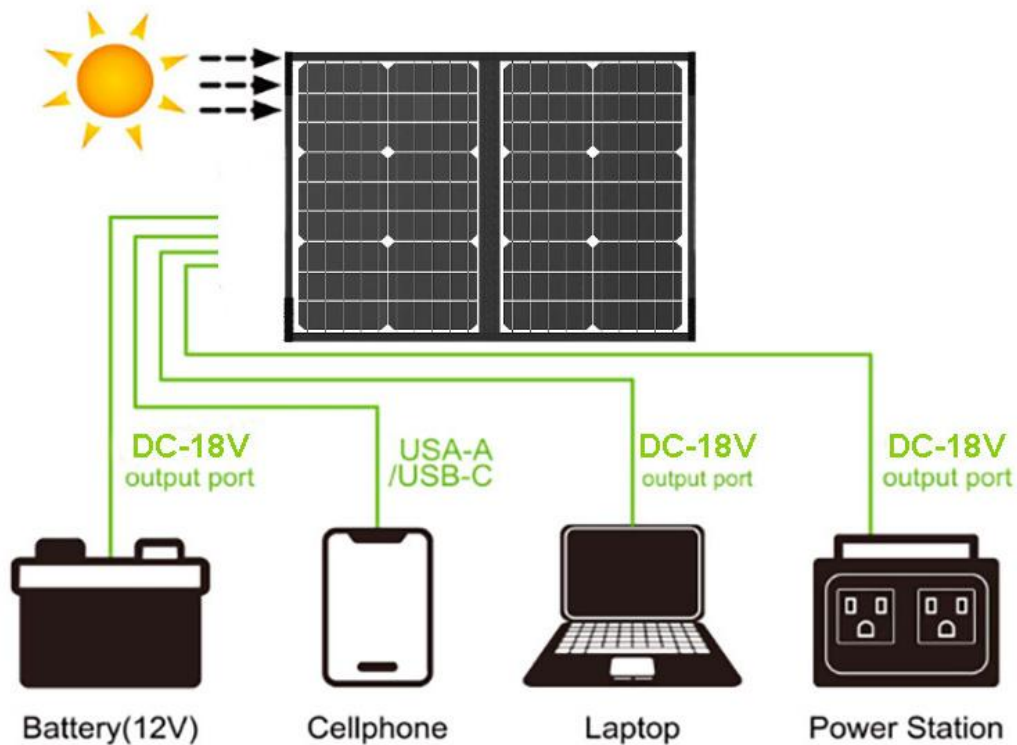 DC-18V
output port
USA-A
/USB-C
DC-18V
output port
DC-18V
output port
Battery(12V)
Cellphone
Laptop
Power Station